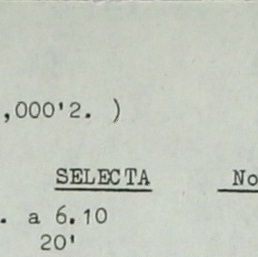 ,000'2. )
SELECTA No
. a 6.10
20'